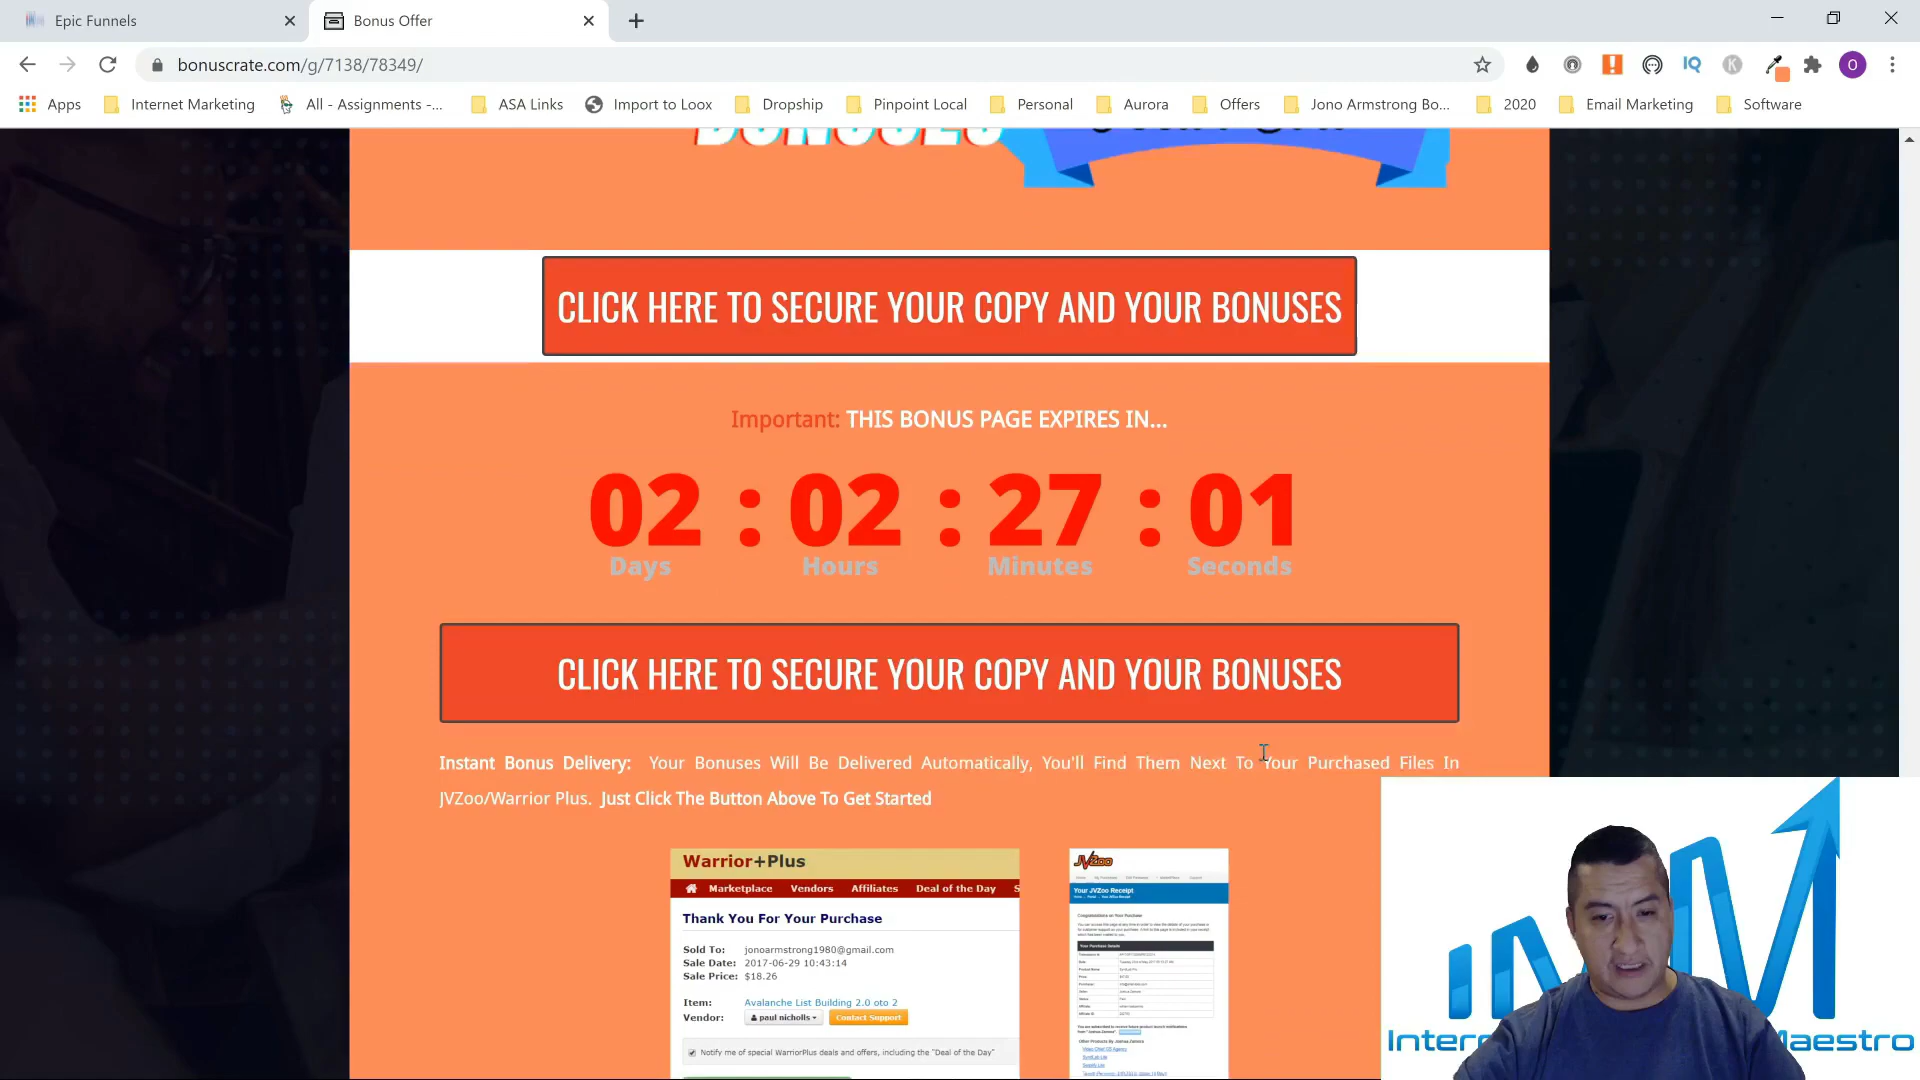 Epic Funnels
Bonus Offer
bonuscrate.com/g/7138/78349/
Apps
Internet Marketing
All - Assignments -...
ASA Links
Import to Loox
Dropship
Pinpoint Local
Personal
Aurora
Offers
Jono Armstrong Bo...
2020
Email Marketing
Software
BONUSES
CLICK HERE TO SECURE YOUR COPY AND YOUR BONUSES
Important: THIS BONUS PAGE EXPIRES IN...
02 : 02 : 27 : 01
Days Hours Minutes Seconds
CLICK HERE TO SECURE YOUR COPY AND YOUR BONUSES
Instant Bonus Delivery: Your Bonuses Will Be Delivered Automatically, You'll Find Them Next To Your Purchased Files In
JVZoo/Warrior Plus. Just Click The Button Above To Get Started
Warrior+Plus
Marketplace Vendors Affiliates Deal of the Day S
Thank You For Your Purchase
Sold To: jonoarmstrong1980@gmail.com
Sale Date: 2017-06-29 10:43:14
Sale Price: $18.26
Item: Avalanche List Building 2.0 oto 2
Vendor: paul nicholls Contact Support
Notify me of special WarriorPlus deals and offers, including the "Deal of the Day"
JVZoo
Your JVZoo Receipt
Your Purchase Details
Inter
aestro